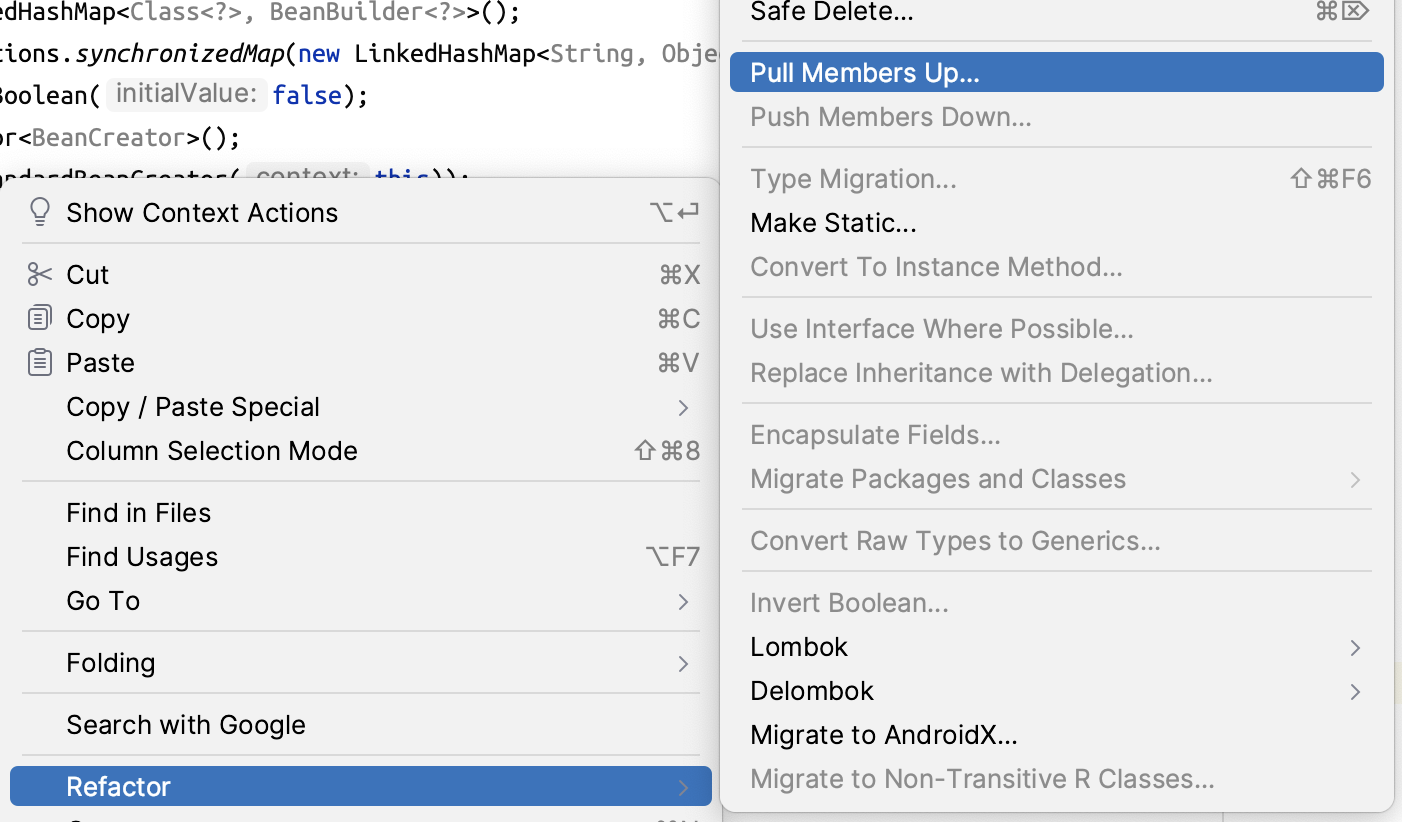 edHashMap<Class<?>, BeanBuilder<?>>();
tions.synchronizedMap(new LinkedHashMap<String, Obje
Boolean( initialValue: false);
or<BeanCreator>();
andardBeanCreator( context: this));
Show Context Actions ⌥↩
Cut ⌘X
Copy ⌘C
Paste ⌘V
Copy / Paste Special
Column Selection Mode ⇧⌘8
Find in Files
Find Usages ⌥F7
Go To
Folding
Search with Google
Refactor
Safe Delete... ⌘⌦
Pull Members Up...
Push Members Down...
Type Migration... ⇧⌘F6
Make Static...
Convert To Instance Method...
Use Interface Where Possible...
Replace Inheritance with Delegation...
Encapsulate Fields...
Migrate Packages and Classes
Convert Raw Types to Generics...
Invert Boolean...
Lombok
Delombok
Migrate to AndroidX...
Migrate to Non-Transitive R Classes...